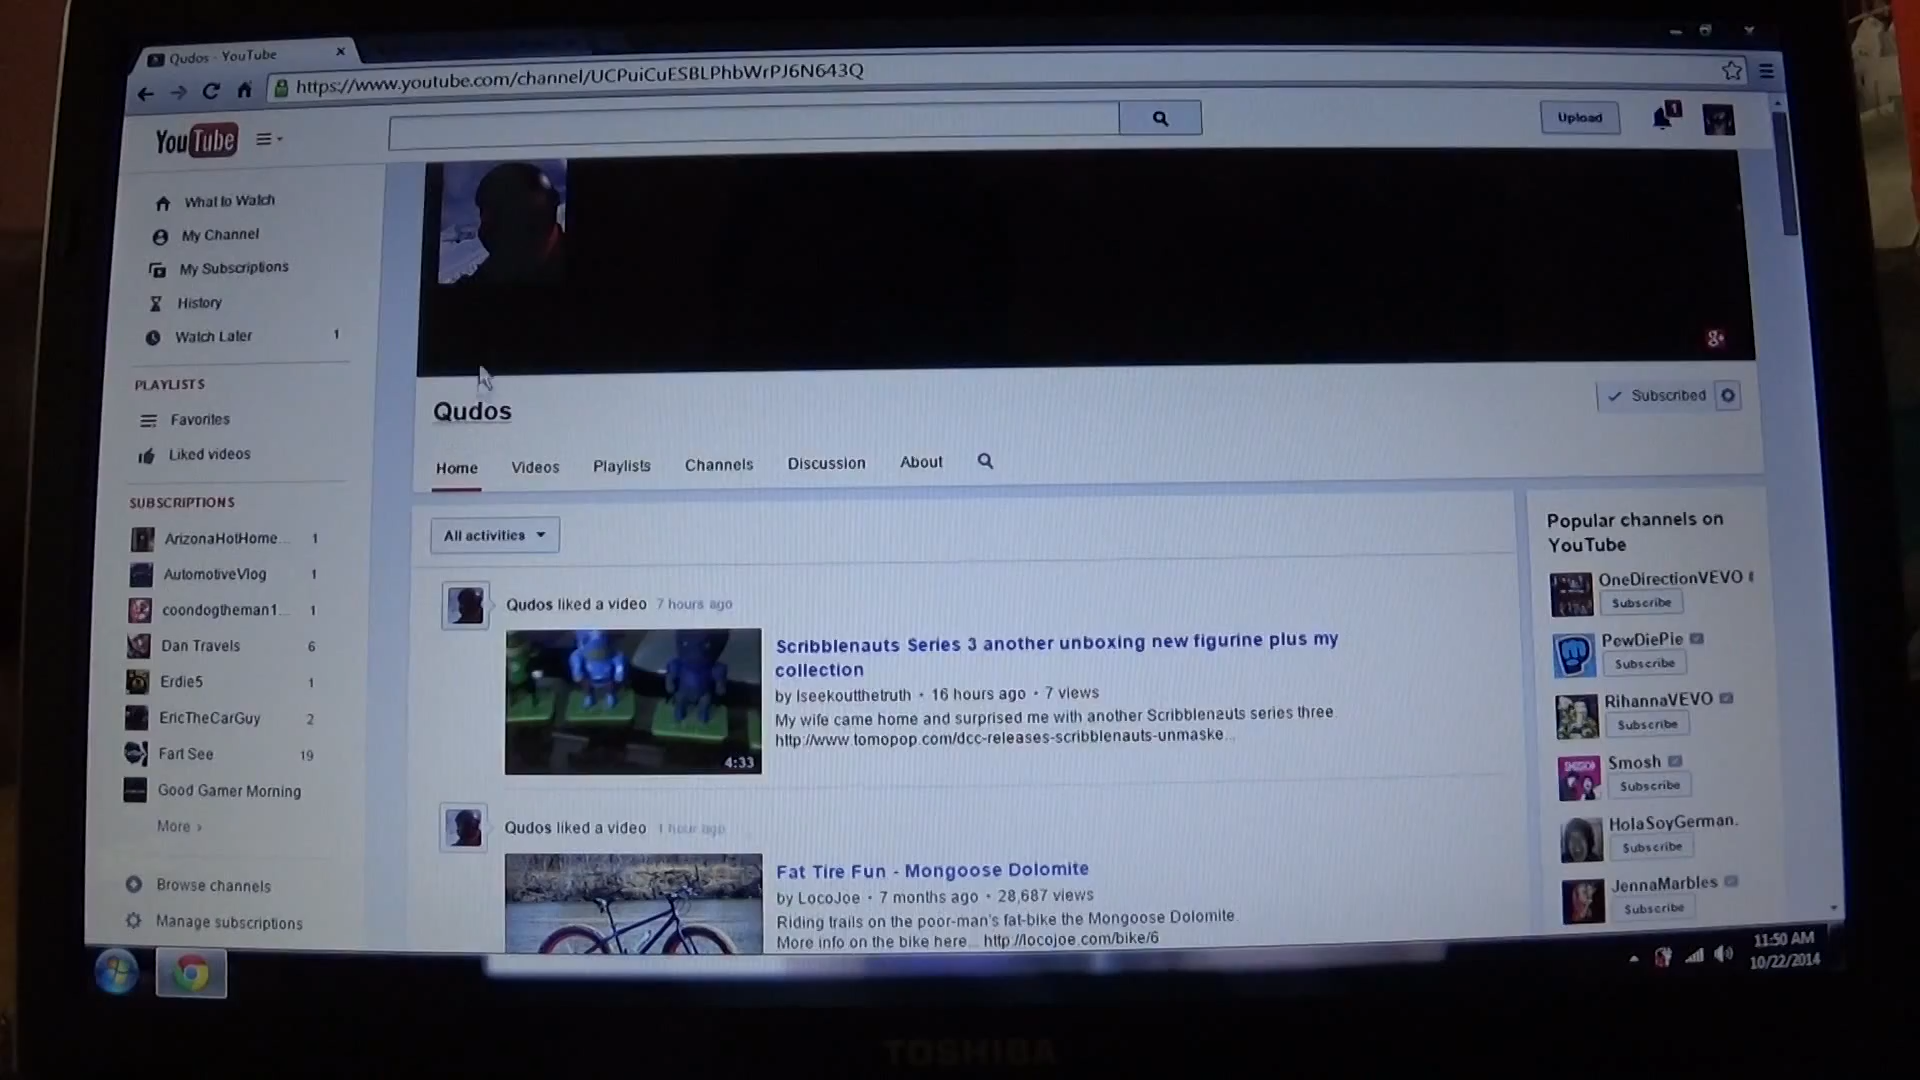 Qudos - YouTube
https://www.youtube.com/channel/UCPuiCuESBLPhbWrPJ6N643Q
YouTube
Upload
1
What to Watch
My Channel
My Subscriptions
History
Watch Later 1
PLAYLISTS
Favorites
Liked videos
SUBSCRIPTIONS
ArizonaHotHome... 1
AutomotiveVlog 1
coondogtheman1... 1
Dan Travels 6
Erdie5 1
EricTheCarGuy 2
Fart See 19
Good Gamer Morning
More ›
Browse channels
Manage subscriptions
g+
Qudos
Subscribed
Home Videos Playlists Channels Discussion About
All activities
Qudos liked a video 7 hours ago
4:33
Scribblenauts Series 3 another unboxing new figurine plus my
collection
by Iseekoutthetruth • 16 hours ago • 7 views
My wife came home and surprised me with another Scribblenauts series three
http://www.tomopop.com/dcc-releases-scribblenauts-unmaske...
Qudos liked a video 1 hour ago
Fat Tire Fun - Mongoose Dolomite
by LocoJoe • 7 months ago • 28,687 views
Riding trails on the poor-man's fat-bike the Mongoose Dolomite.
More info on the bike here... http://locojoe.com/bike/6
Popular channels on
YouTube
OneDirectionVEVO
Subscribe
PewDiePie
Subscribe
RihannaVEVO
Subscribe
Smosh
Subscribe
HolaSoyGerman.
Subscribe
JennaMarbles
Subscribe
11:50 AM
10/22/2014
TOSHIBA